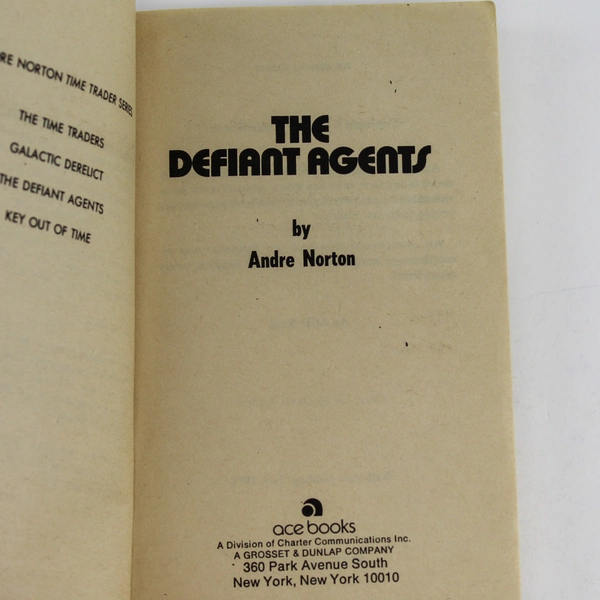 RE NORTON TIME TRADER SERIES
THE TIME TRADERS
GALACTIC DERELICT
THE DEFIANT AGENTS
KEY OUT OF TIME
THE
DEFIANT AGENTS
by
Andre Norton
ace books
A Division of Charter Communications Inc.
A GROSSET & DUNLAP COMPANY
360 Park Avenue South
New York, New York 10010